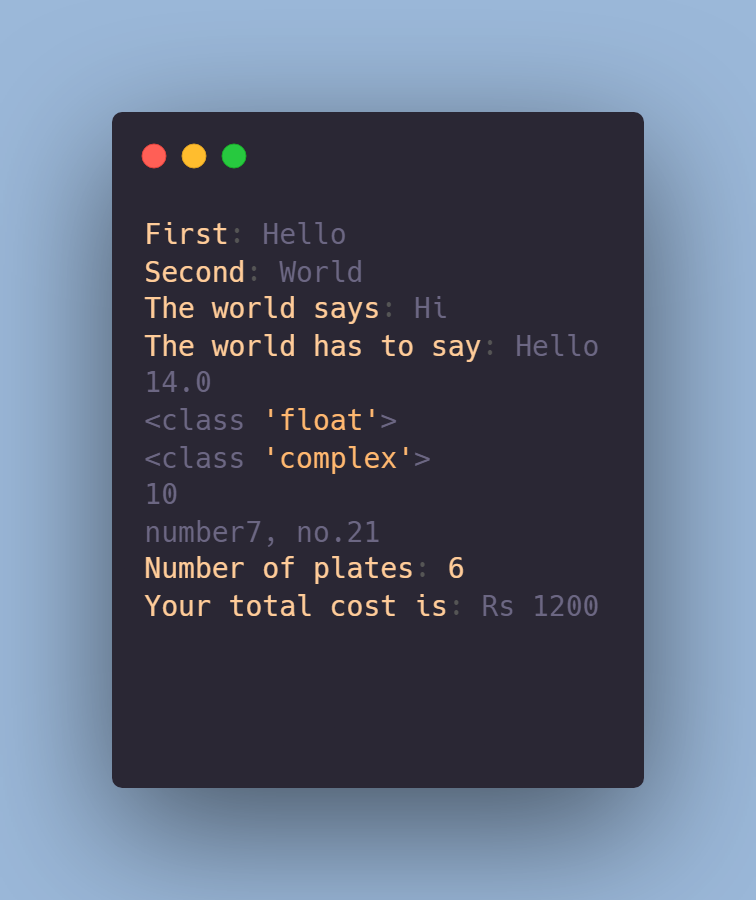 First: Hello
Second: World
The world says: Hi
The world has to say: Hello
14.0
<class 'float'>
<class 'complex'>
10
number7, no.21
Number of plates: 6
Your total cost is: Rs 1200